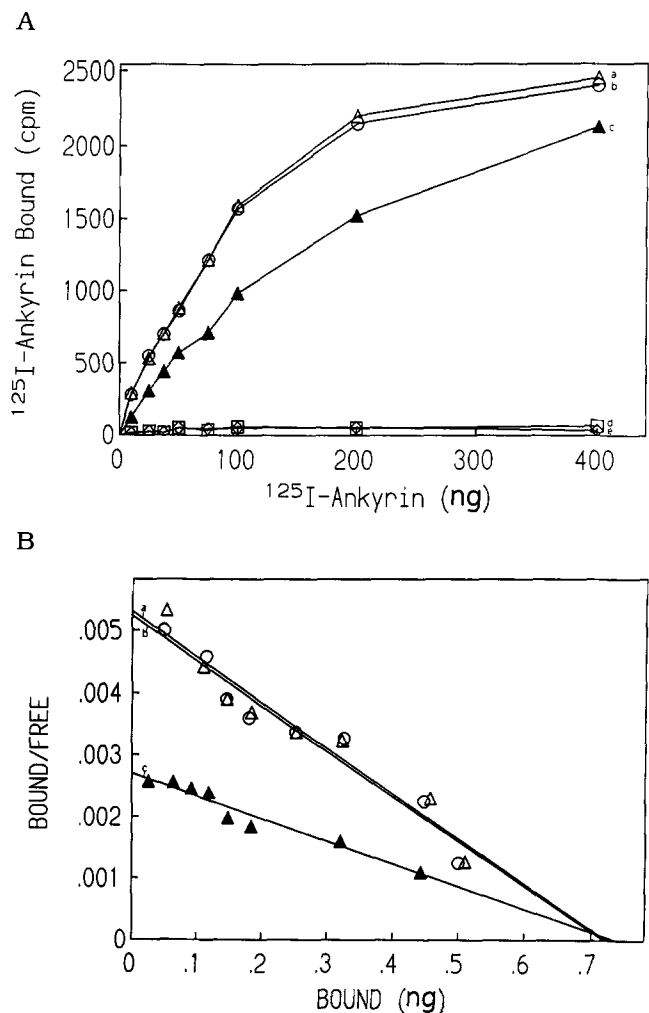 A
2500
2000
1500
1000
500
0
¹²⁵I-Ankyrin Bound (cpm)
a
b
c
d
e
0 100 200 300 400
¹²⁵I-Ankyrin (ng)
B
.005
.004
.003
.002
.001
0
BOUND/FREE
a
b
c
0 .1 .2 .3 .4 .5 .6 .7
BOUND (ng)